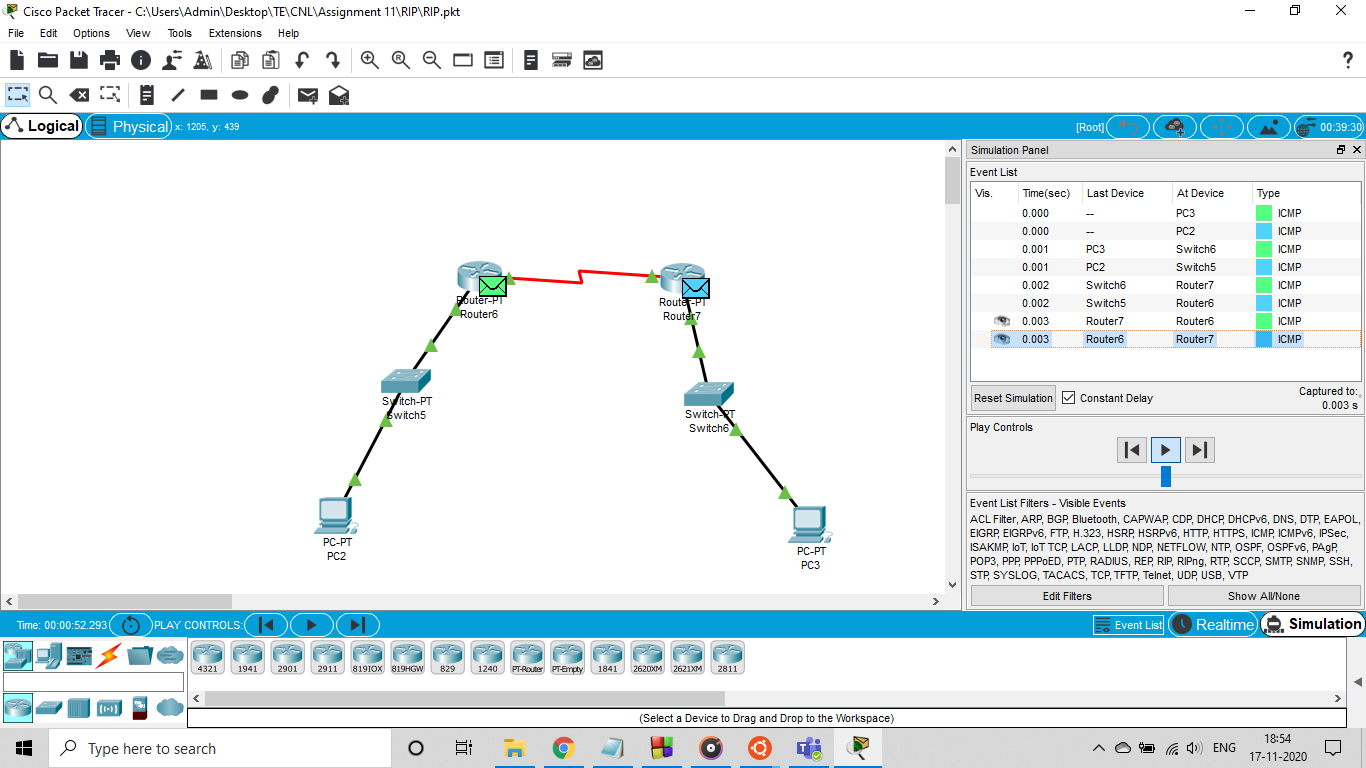 Cisco Packet Tracer - C:\Users\Admin\Desktop\TE\CNL\Assignment 11\RIP\RIP.pkt
File Edit Options View Tools Extensions Help
Logical Physical x: 1205, y: 439 [Root] 00:39:30
Router-PT
Router6
Router-PT
Router7
Switch-PT
Switch5
Switch-PT
Switch6
PC-PT
PC2
PC-PT
PC3
Simulation Panel
Event List
Vis. Time(sec) Last Device At Device Type
0.000 -- PC3 ICMP
0.000 -- PC2 ICMP
0.001 PC3 Switch6 ICMP
0.001 PC2 Switch5 ICMP
0.002 Switch6 Router7 ICMP
0.002 Switch5 Router6 ICMP
0.003 Router7 Router6 ICMP
0.003 Router6 Router7 ICMP
Reset Simulation Constant Delay Captured to:
0.003 s
Play Controls
Event List Filters - Visible Events
ACL Filter, ARP, BGP, Bluetooth, CAPWAP, CDP, DHCP, DHCPv6, DNS, DTP, EAPOL,
EIGRP, EIGRPv6, FTP, H.323, HSRP, HSRPv6, HTTP, HTTPS, ICMP, ICMPv6, IPSec,
ISAKMP, IoT, IoT TCP, LACP, LLDP, NDP, NETFLOW, NTP, OSPF, OSPFv6, PAgP,
POP3, PPP, PPPoED, PTP, RADIUS, REP, RIP, RIPng, RTP, SCCP, SMTP, SNMP, SSH,
STP, SYSLOG, TACACS, TCP, TFTP, Telnet, UDP, USB, VTP
Edit Filters Show All/None
Time: 00:00:52.293 PLAY CONTROLS: Event List Realtime Simulation
4321 1941 2901 2911 819IOX 819HGW 829 1240 PT-Router PT-Empty 1841 2620XM 2621XM 2811
(Select a Device to Drag and Drop to the Workspace)
Type here to search
ENG
18:54
17-11-2020